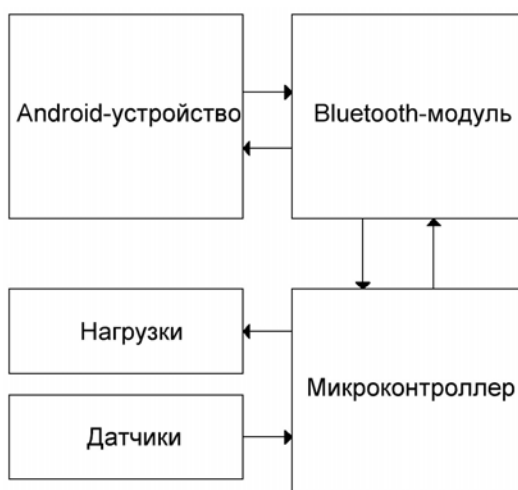 Android-устройство
Bluetooth-модуль
Нагрузки
Микроконтроллер
Датчики